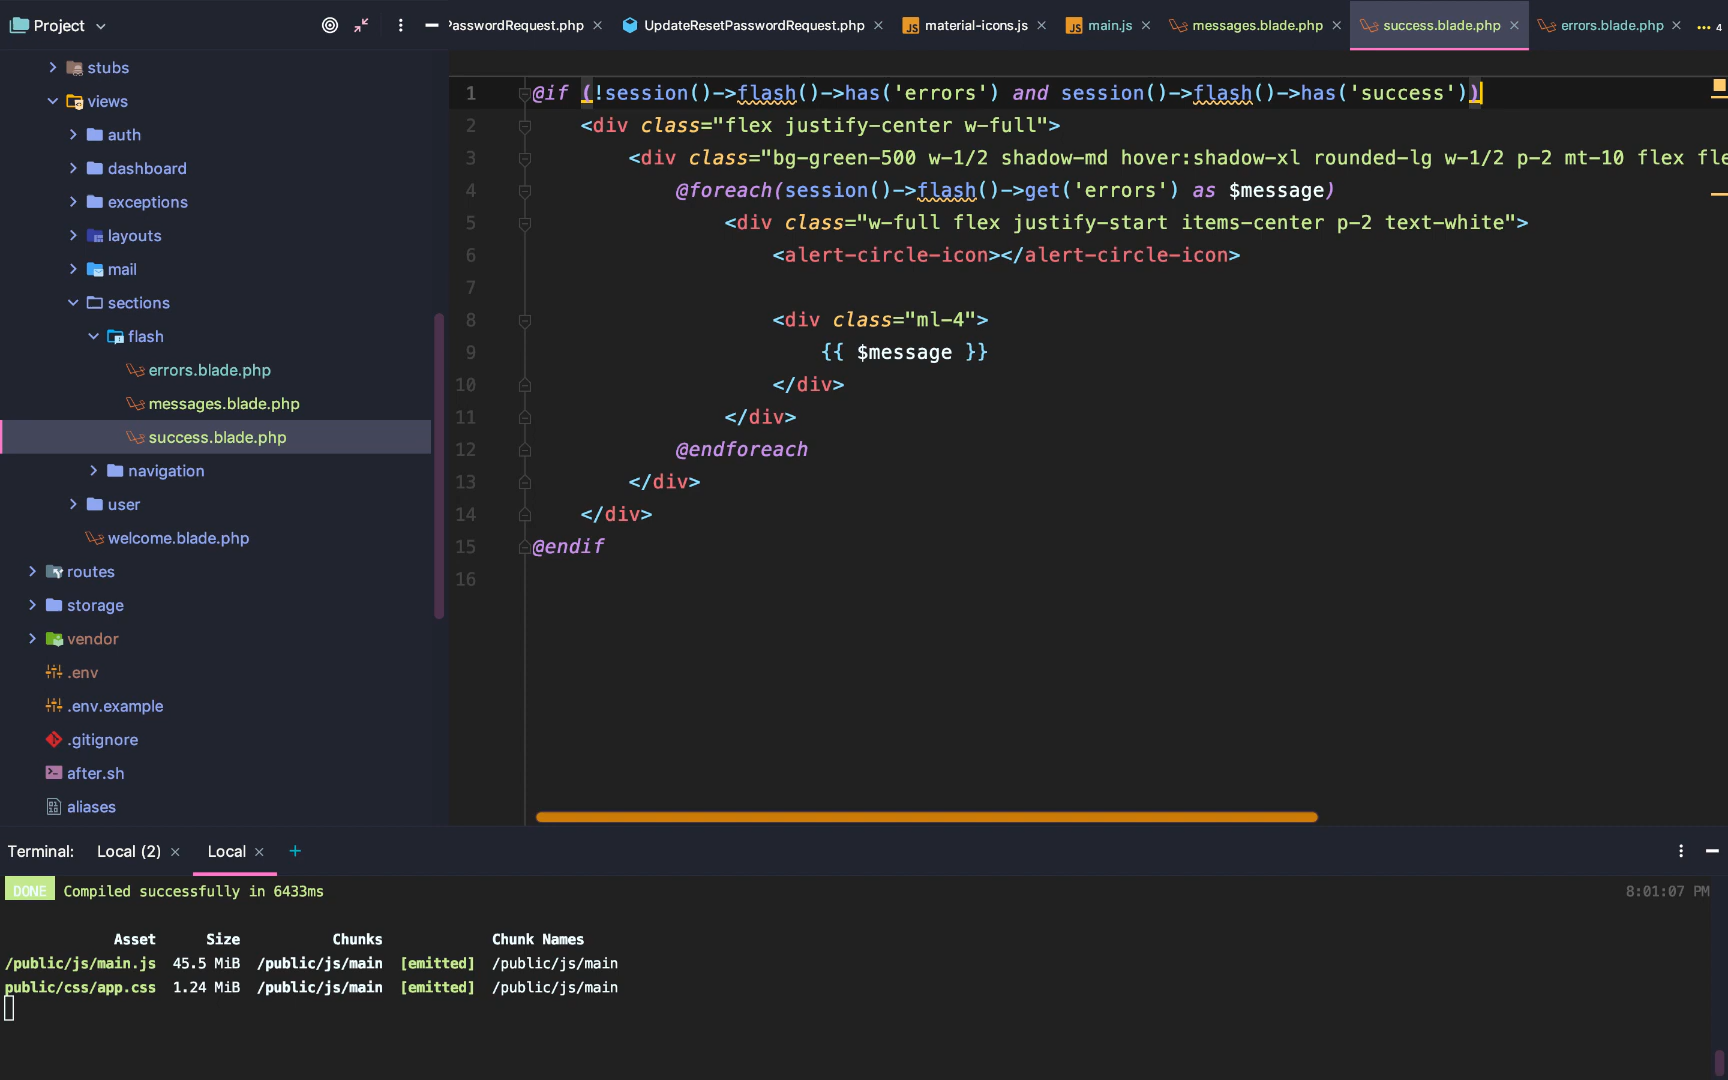 Project
PasswordRequest.php
UpdateResetPasswordRequest.php
material-icons.js
main.js
messages.blade.php
success.blade.php
errors.blade.php
4
stubs
views
auth
dashboard
exceptions
layouts
mail
sections
flash
errors.blade.php
messages.blade.php
success.blade.php
navigation
user
welcome.blade.php
routes
storage
vendor
.env
.env.example
.gitignore
after.sh
aliases
1 @if (!session()->flash()->has('errors') and session()->flash()->has('success'))
2 <div class="flex justify-center w-full">
3 <div class="bg-green-500 w-1/2 shadow-md hover:shadow-xl rounded-lg w-1/2 p-2 mt-10 flex fle
4 @foreach(session()->flash()->get('errors') as $message)
5 <div class="w-full flex justify-start items-center p-2 text-white">
6 <alert-circle-icon></alert-circle-icon>
7
8 <div class="ml-4">
9 {{ $message }}
10 </div>
11 </div>
12 @endforeach
13 </div>
14 </div>
15 @endif
16
Terminal: Local (2) Local
DONE Compiled successfully in 6433ms 8:01:07 PM
Asset Size Chunks Chunk Names
/public/js/main.js 45.5 MiB /public/js/main [emitted] /public/js/main
public/css/app.css 1.24 MiB /public/js/main [emitted] /public/js/main